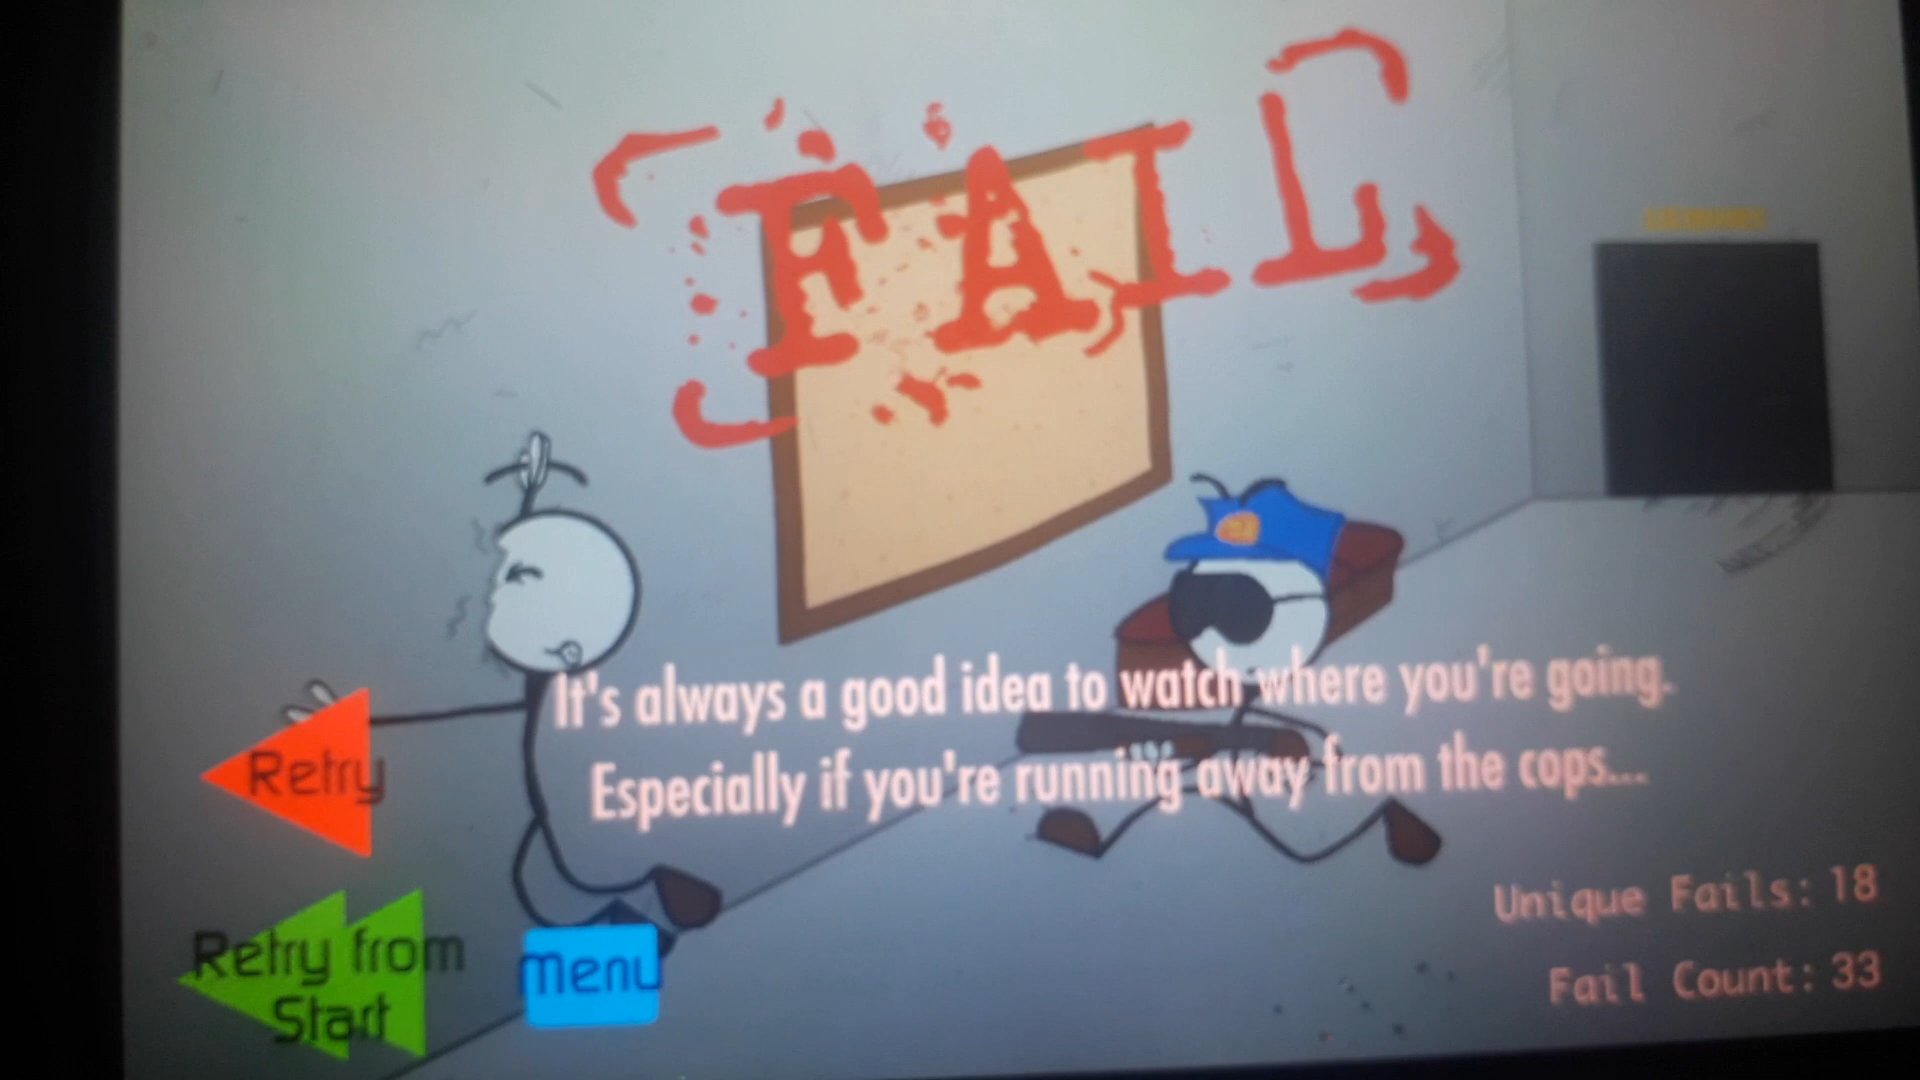 FAIL
It's always a good idea to watch where you're going.
Especially if you're running away from the cops...
Retry
Retry from
Start
Menu
Unique Fails: 18
Fail Count: 33